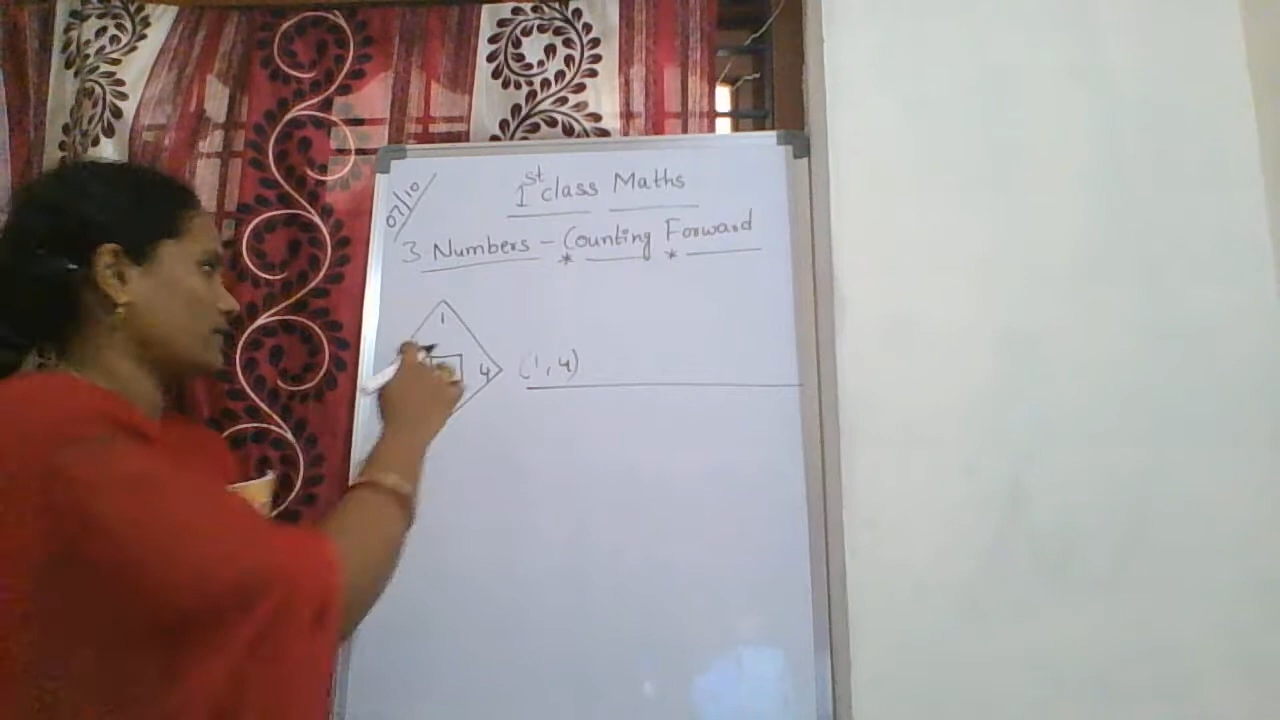 07/10
1st class Maths
3 Numbers - Counting Forward
* *
1
4 (1, 4)